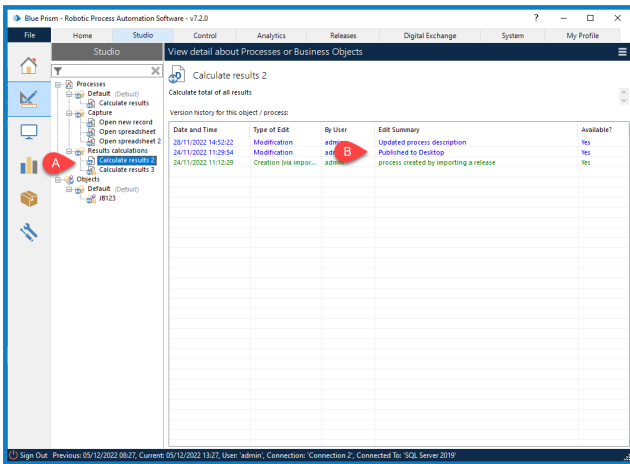 Blue Prism - Robotic Process Automation Software - v7.2.0
File Home Studio Control Analytics Releases Digital Exchange System My Profile
Studio
View detail about Processes or Business Objects
Processes
Default (Default)
Calculate results
Capture
Open new record
Open spreadsheet
Open spreadsheet 2
Results calculations
A
Calculate results 2
Calculate results 3
Objects
Default (Default)
JB123
Calculate results 2
Calculate total of all results
Version history for this object / process:
Date and Time Type of Edit By User Edit Summary Available?
28/11/2022 14:52:22 Modification admin Updated process description Yes
24/11/2022 11:29:54 Modification ad B Published to Desktop Yes
24/11/2022 11:12:29 Creation (via impor... admin process created by importing a release Yes
Sign Out Previous: 05/12/2022 08:27, Current: 05/12/2022 13:27, User: 'admin', Connection: 'Connection 2', Connected To: 'SQL Server 2019'